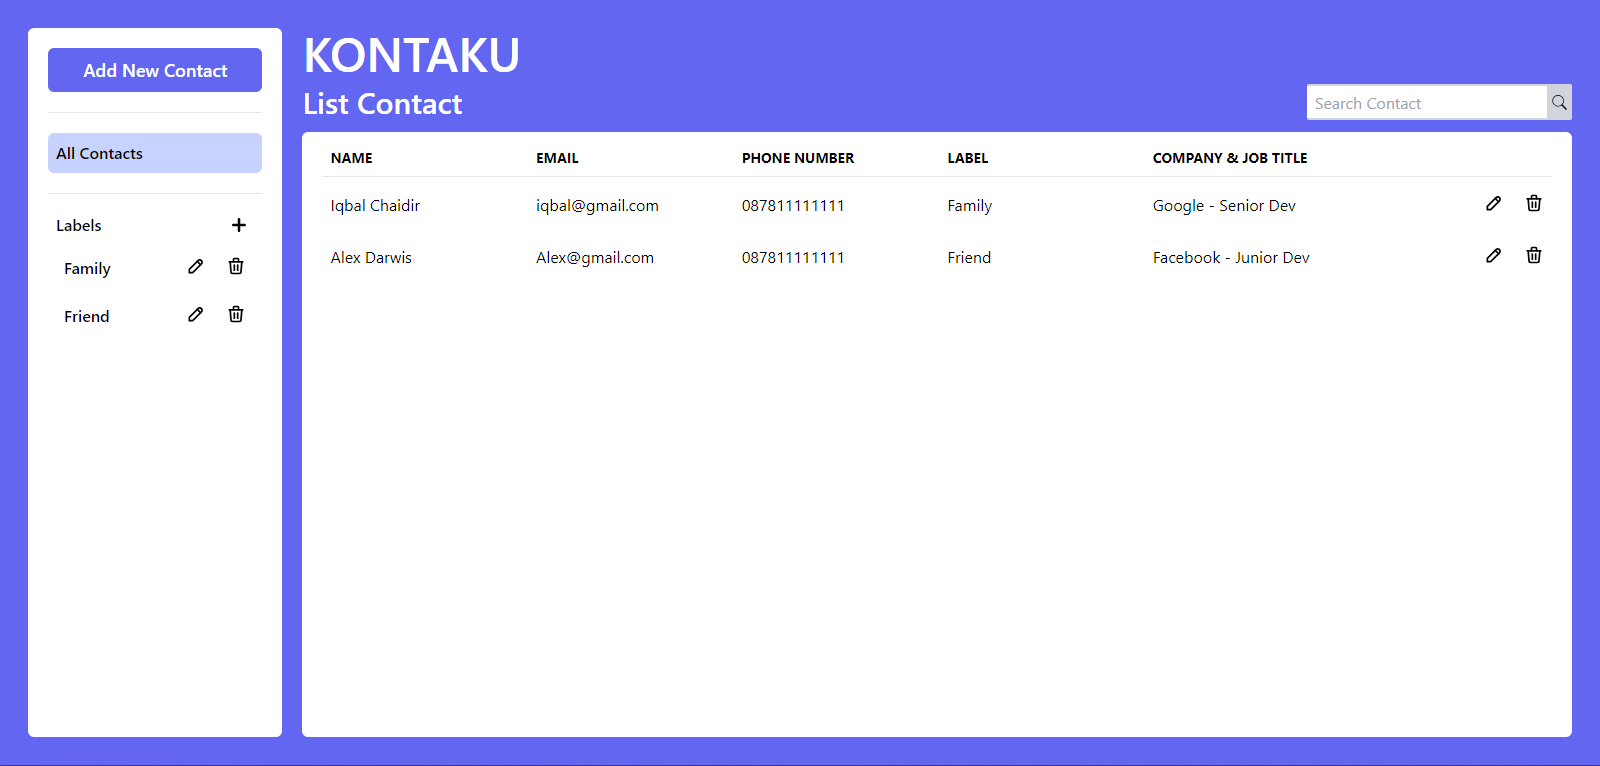 Add New Contact
All Contacts
Labels
Family
Friend
KONTAKU
List Contact
Search Contact
NAME EMAIL PHONE NUMBER LABEL COMPANY & JOB TITLE
Iqbal Chaidir iqbal@gmail.com 087811111111 Family Google - Senior Dev
Alex Darwis Alex@gmail.com 087811111111 Friend Facebook - Junior Dev